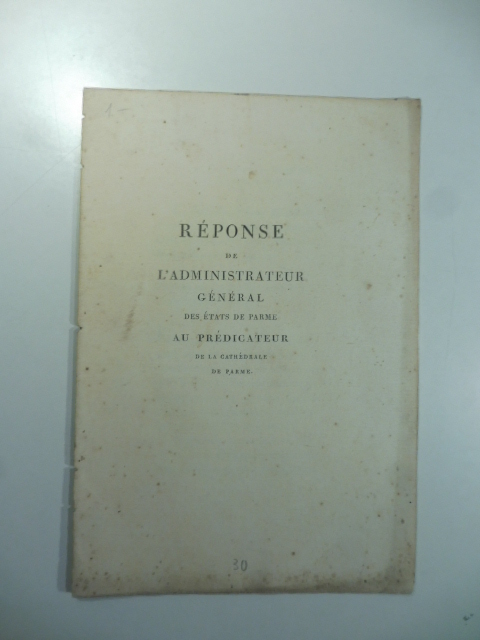 RÉPONSE
DE
L'ADMINISTRATEUR
GÉNÉRAL
DES ÉTATS DE PARME
AU PRÉDICATEUR
DE LA CATHÉDRALE
DE PARME.
30